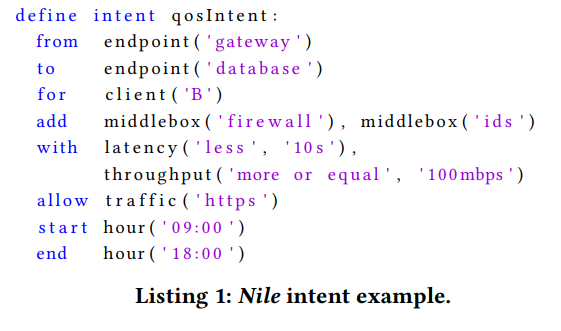 define intent qosIntent:
from endpoint('gateway')
to endpoint('database')
for client('B')
add middlebox('firewall'), middlebox('ids')
with latency('less', '10s'),
throughput('more or equal', '100mbps')
allow traffic('https')
start hour('09:00')
end hour('18:00')
Listing 1: Nile intent example.